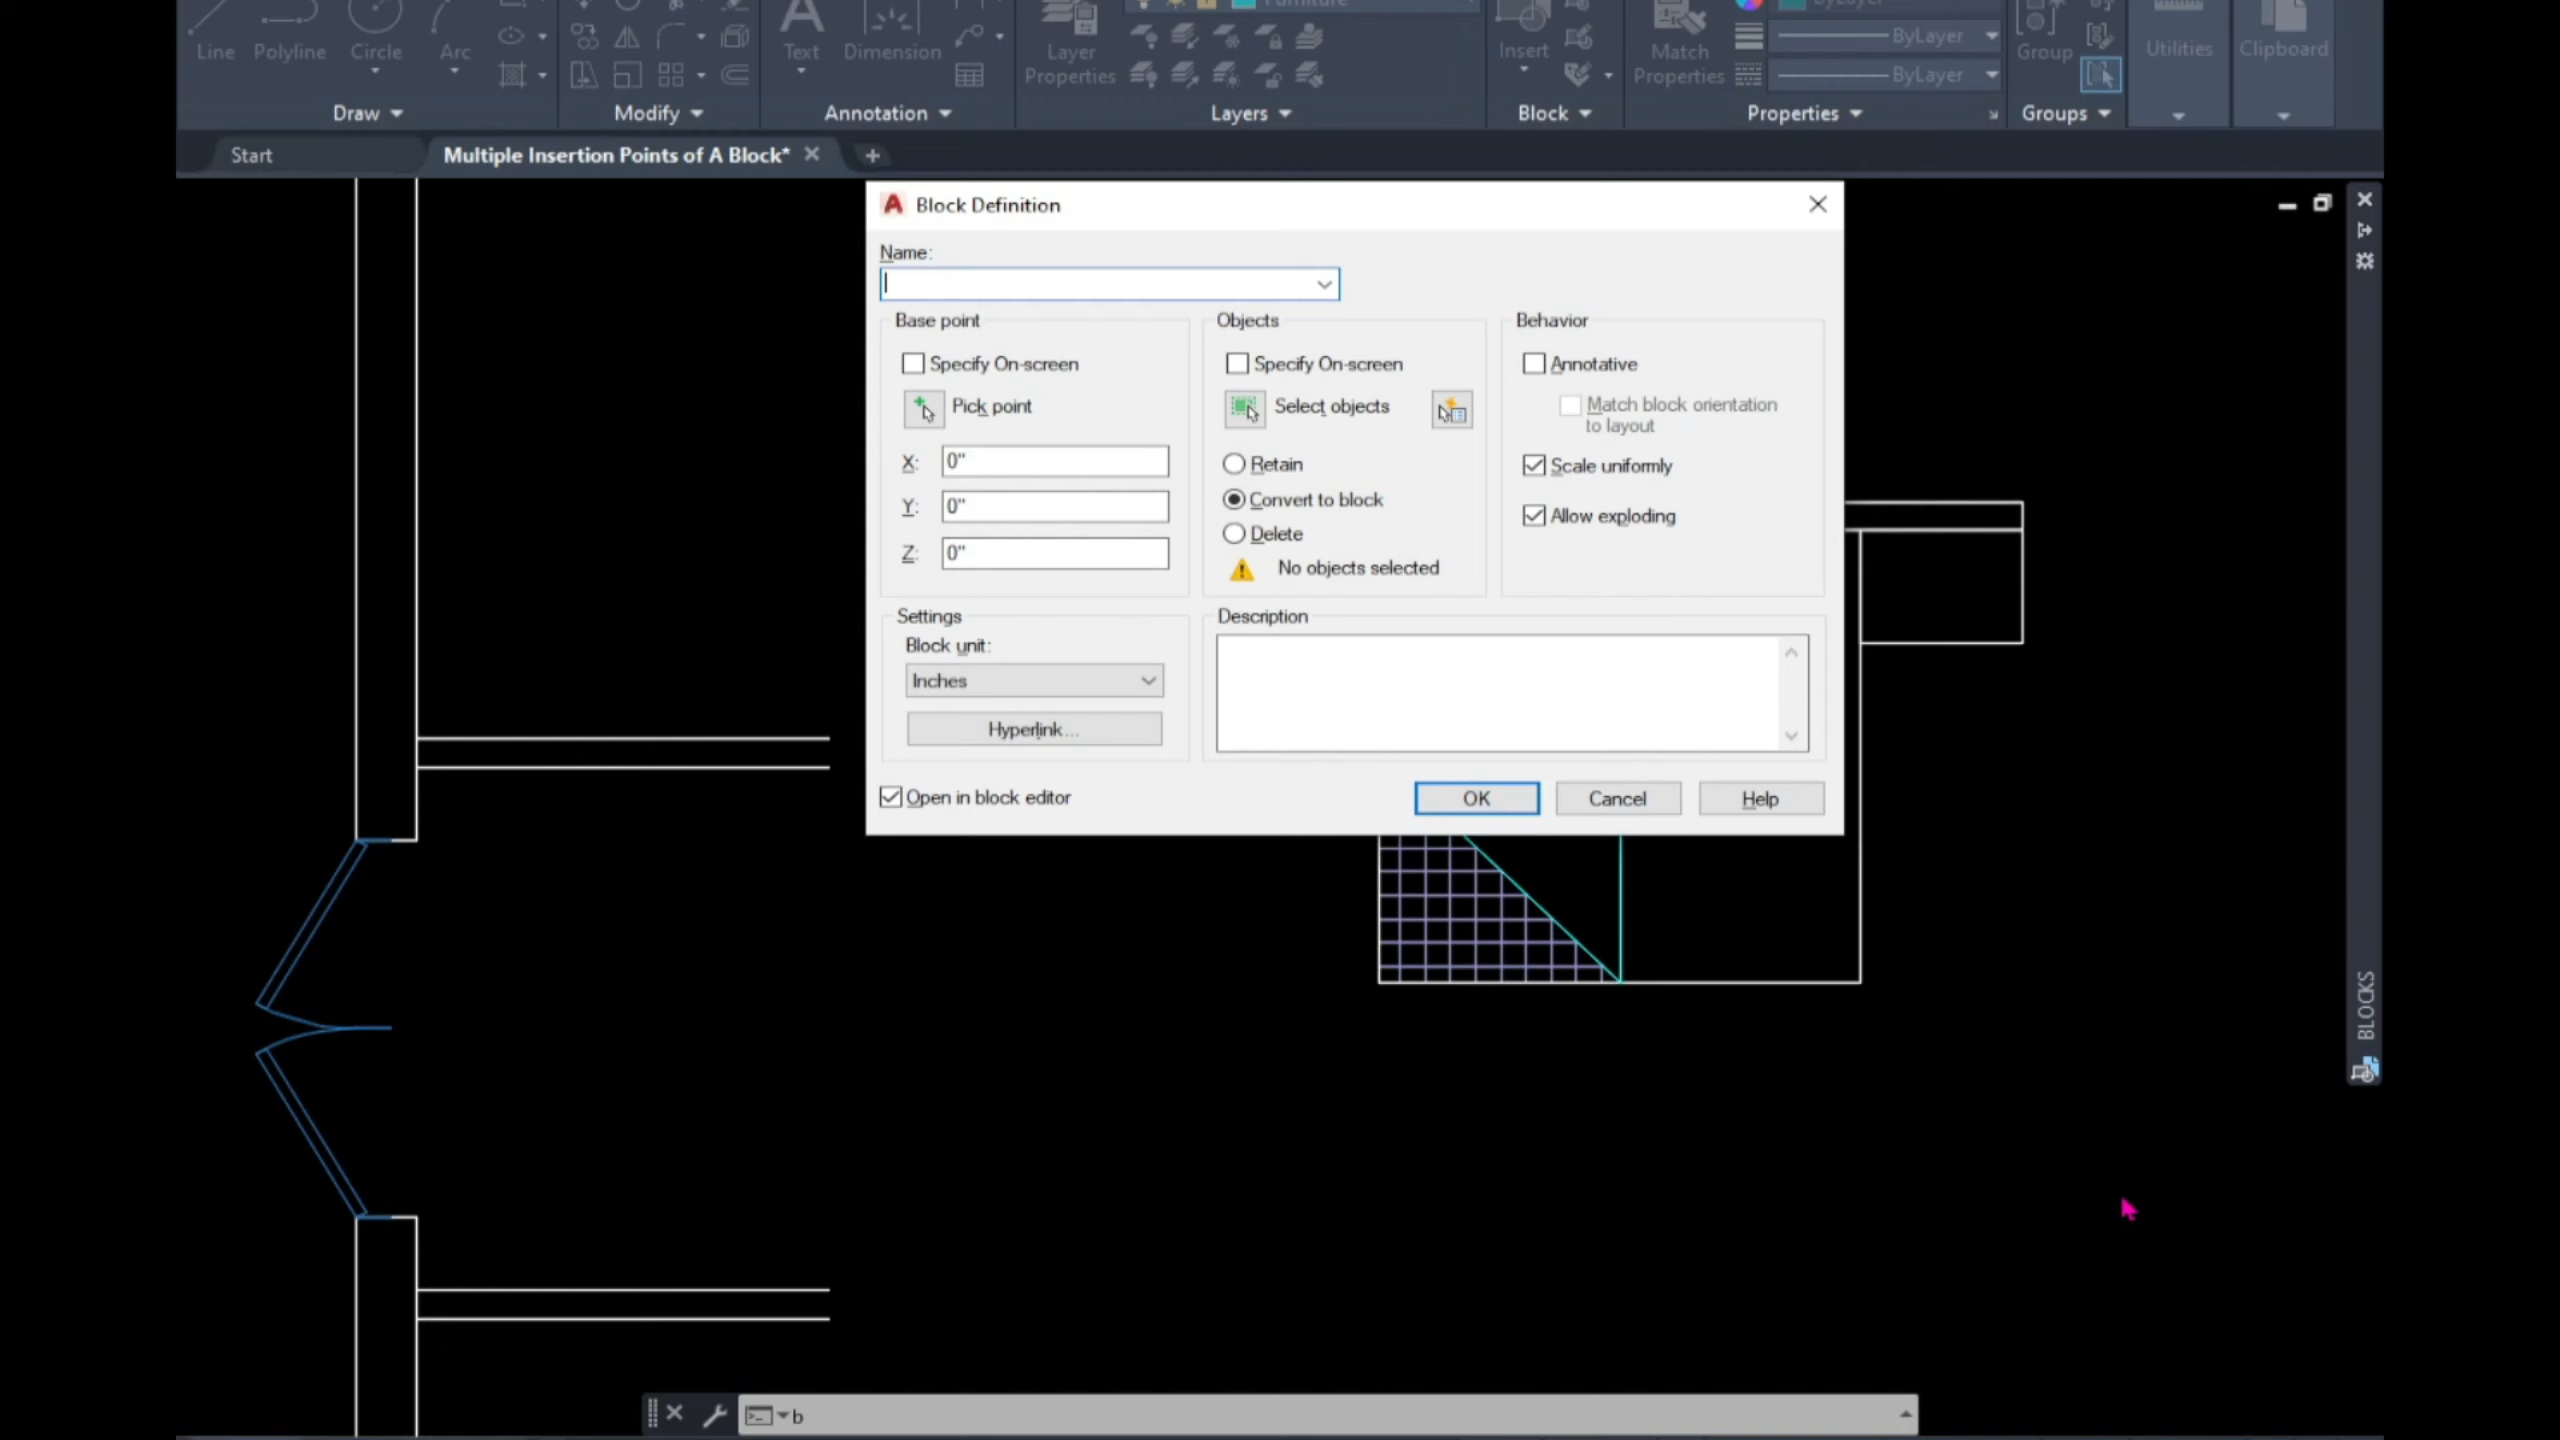 Furniture
ByLayer
Line Polyline Circle Arc Text Dimension Layer Properties Insert Match Properties ByLayer Group Utilities Clipboard
ByLayer
Draw Modify Annotation Layers Block Properties Groups
Start Multiple Insertion Points of A Block*
Block Definition
Name:
Base point Objects Behavior
Specify On-screen Specify On-screen Annotative
Pick point Select objects Match block orientation
to layout
X: 0" Retain Scale uniformly
Y: 0" Convert to block Allow exploding
Z: 0" Delete
No objects selected
Settings Description
Block unit:
Inches
Hyperlink...
Open in block editor OK Cancel Help
BLOCKS
b